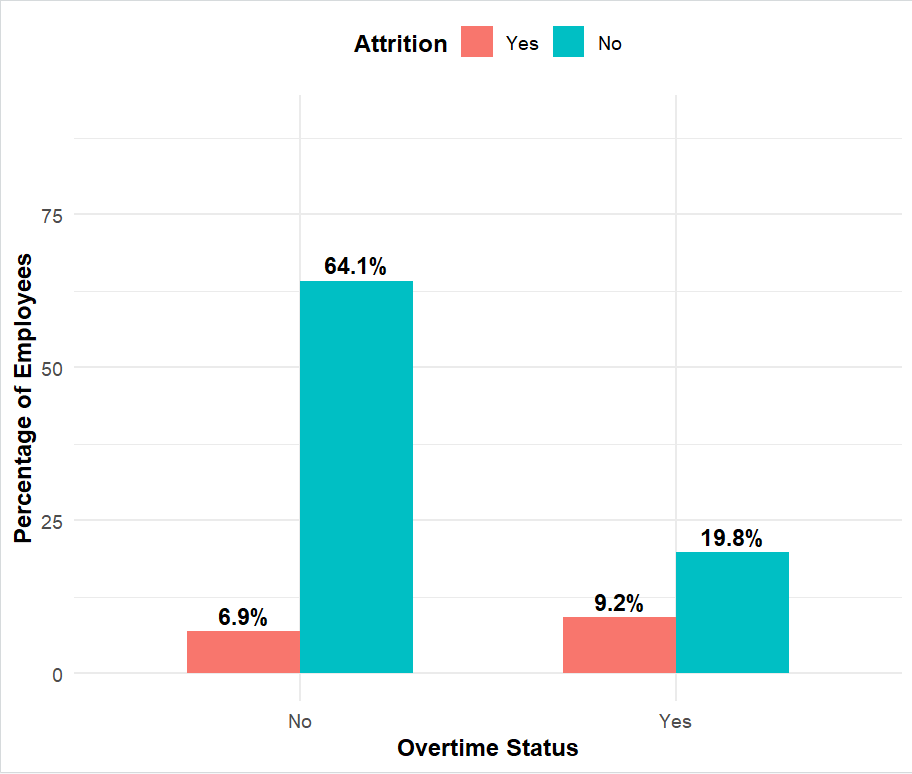 Attrition Yes No
Percentage of Employees
75
50
25
0
64.1%
6.9%
19.8%
9.2%
No Yes
Overtime Status